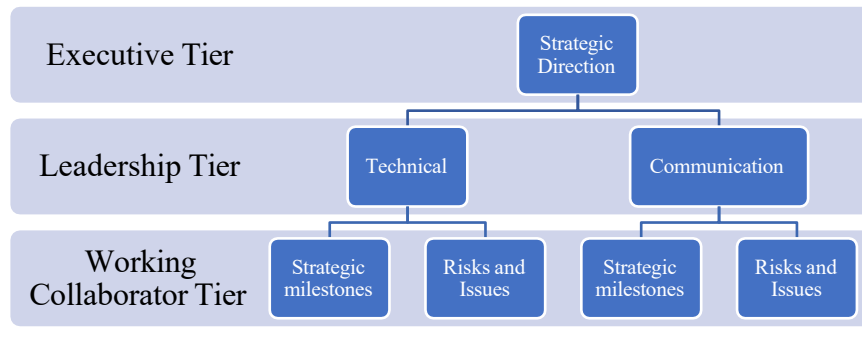 Executive Tier
Strategic
Direction
Leadership Tier
Technical
Communication
Working
Collaborator Tier
Strategic
milestones
Risks and
Issues
Strategic
milestones
Risks and
Issues